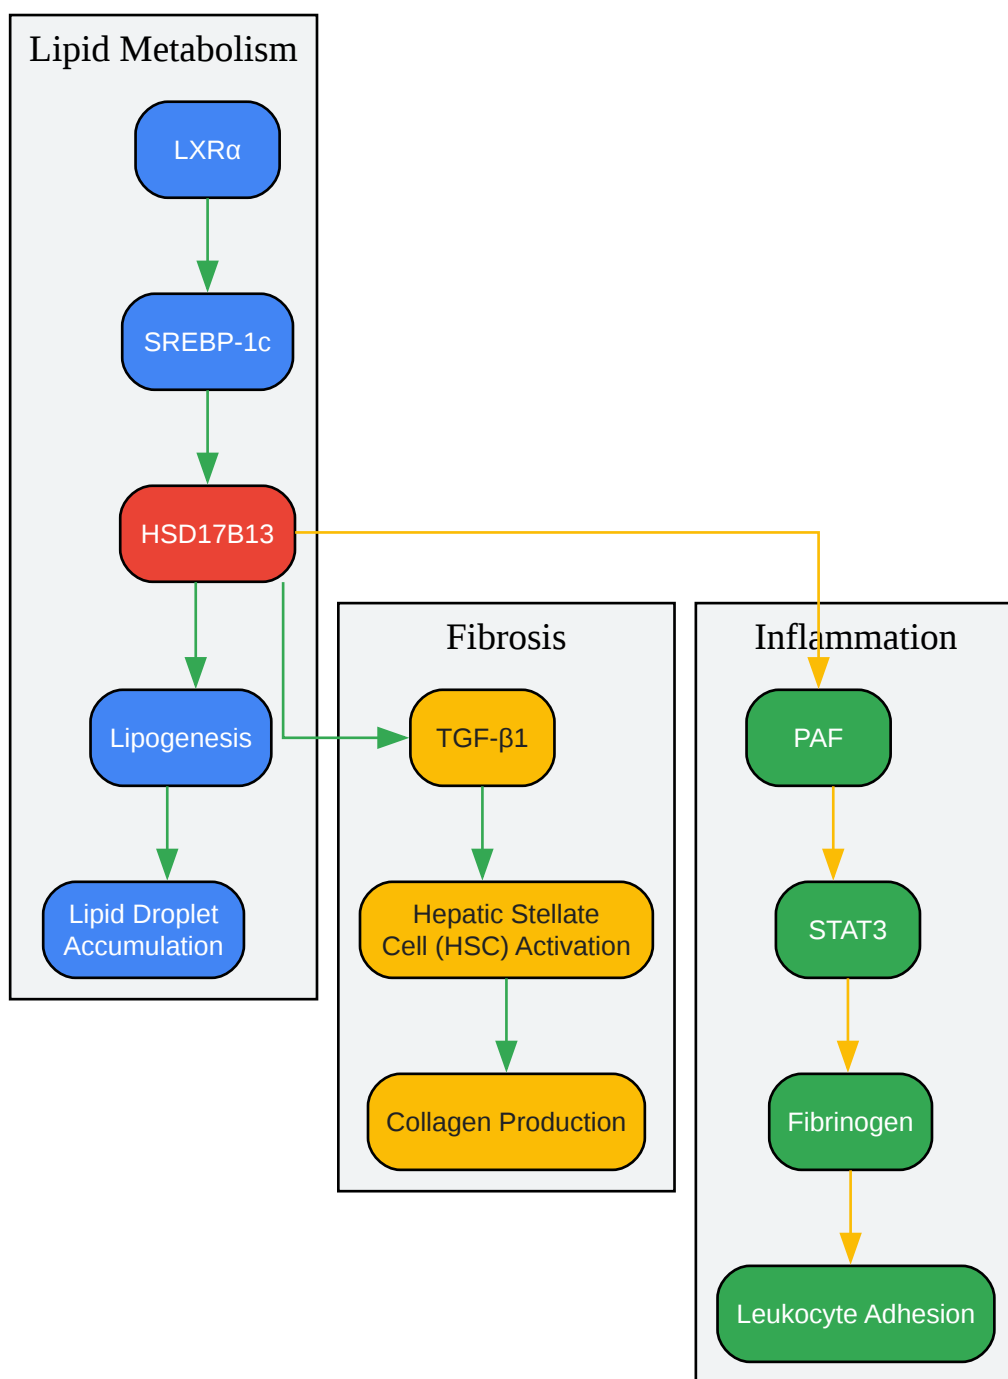 Lipid Metabolism
LXRα
SREBP-1c
HSD17B13
Lipogenesis
Lipid Droplet
Accumulation
Fibrosis
TGF-β1
Hepatic Stellate
Cell (HSC) Activation
Collagen Production
Inflammation
PAF
STAT3
Fibrinogen
Leukocyte Adhesion